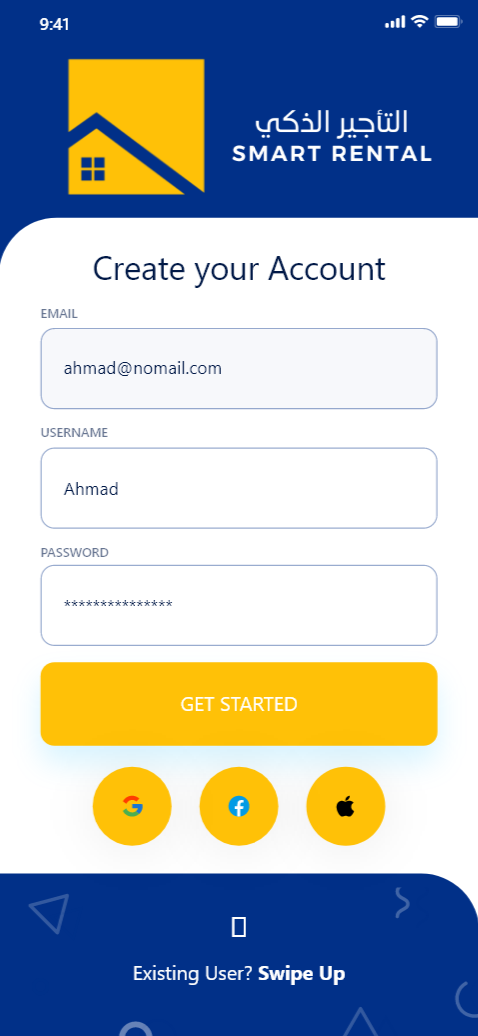 9:41
التأجير الذكي
SMART RENTAL
Create your Account
EMAIL
ahmad@nomail.com
USERNAME
Ahmad
PASSWORD
***************
GET STARTED
Existing User? Swipe Up